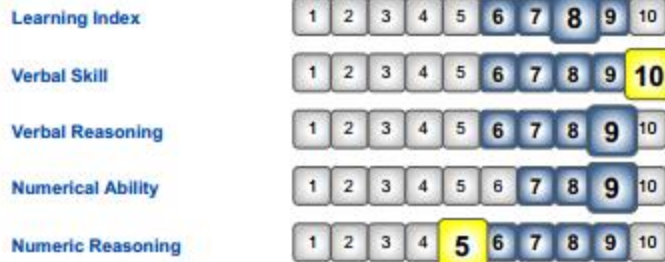 Learning Index 1 2 3 4 5 6 7 8 9 10
Verbal Skill 1 2 3 4 5 6 7 8 9 10
Verbal Reasoning 1 2 3 4 5 6 7 8 9 10
Numerical Ability 1 2 3 4 5 6 7 8 9 10
Numeric Reasoning 1 2 3 4 5 6 7 8 9 10